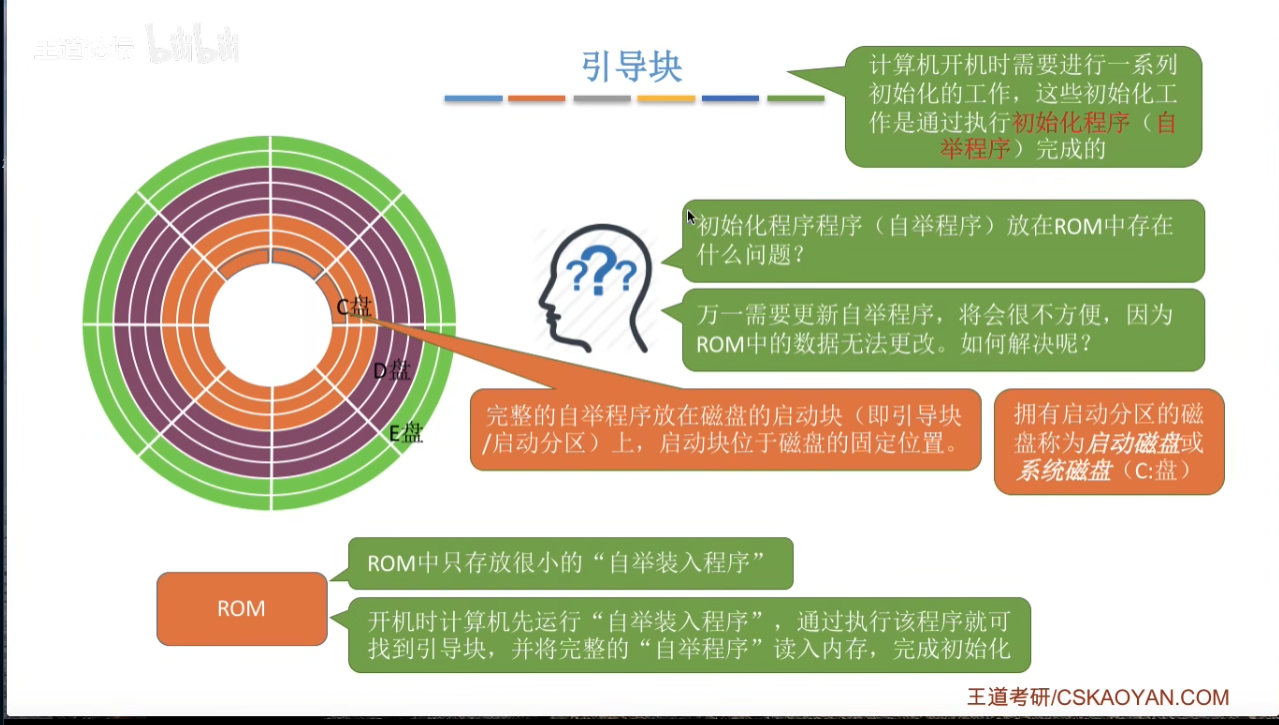 王道论坛 bilibili
引导块
计算机开机时需要进行一系列
初始化的工作，这些初始化工
作是通过执行初始化程序（自
举程序）完成的
初始化程序程序（自举程序）放在ROM中存在
什么问题？
万一需要更新自举程序，将会很不方便，因为
ROM中的数据无法更改。如何解决呢？
C盘
D盘
E盘
完整的自举程序放在磁盘的启动块（即引导块
/启动分区）上，启动块位于磁盘的固定位置。
拥有启动分区的磁
盘称为启动磁盘或
系统磁盘（C:盘）
ROM
ROM中只存放很小的“自举装入程序”
开机时计算机先运行“自举装入程序”，通过执行该程序就可
找到引导块，并将完整的“自举程序”读入内存，完成初始化
王道考研/CSKAOYAN.COM